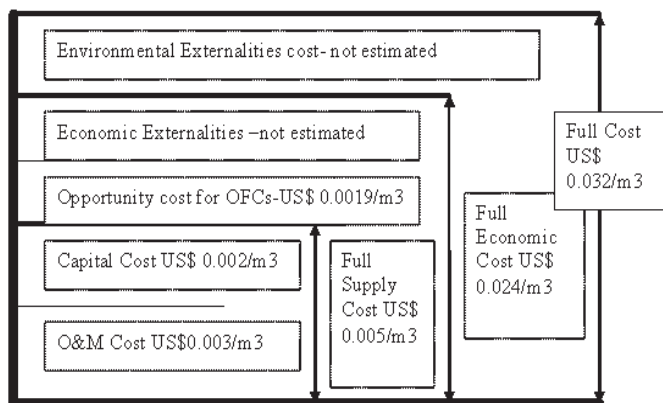 Environmental Externalities cost- not estimated
Economic Externalities –not estimated
Opportunity cost for OFCs-US$ 0.0019/m3
Capital Cost US$ 0.002/m3
O&M Cost US$0.003/m3
Full
Supply
Cost US$
0.005/m3
Full
Economic
Cost US$
0.024/m3
Full Cost
US$
0.032/m3